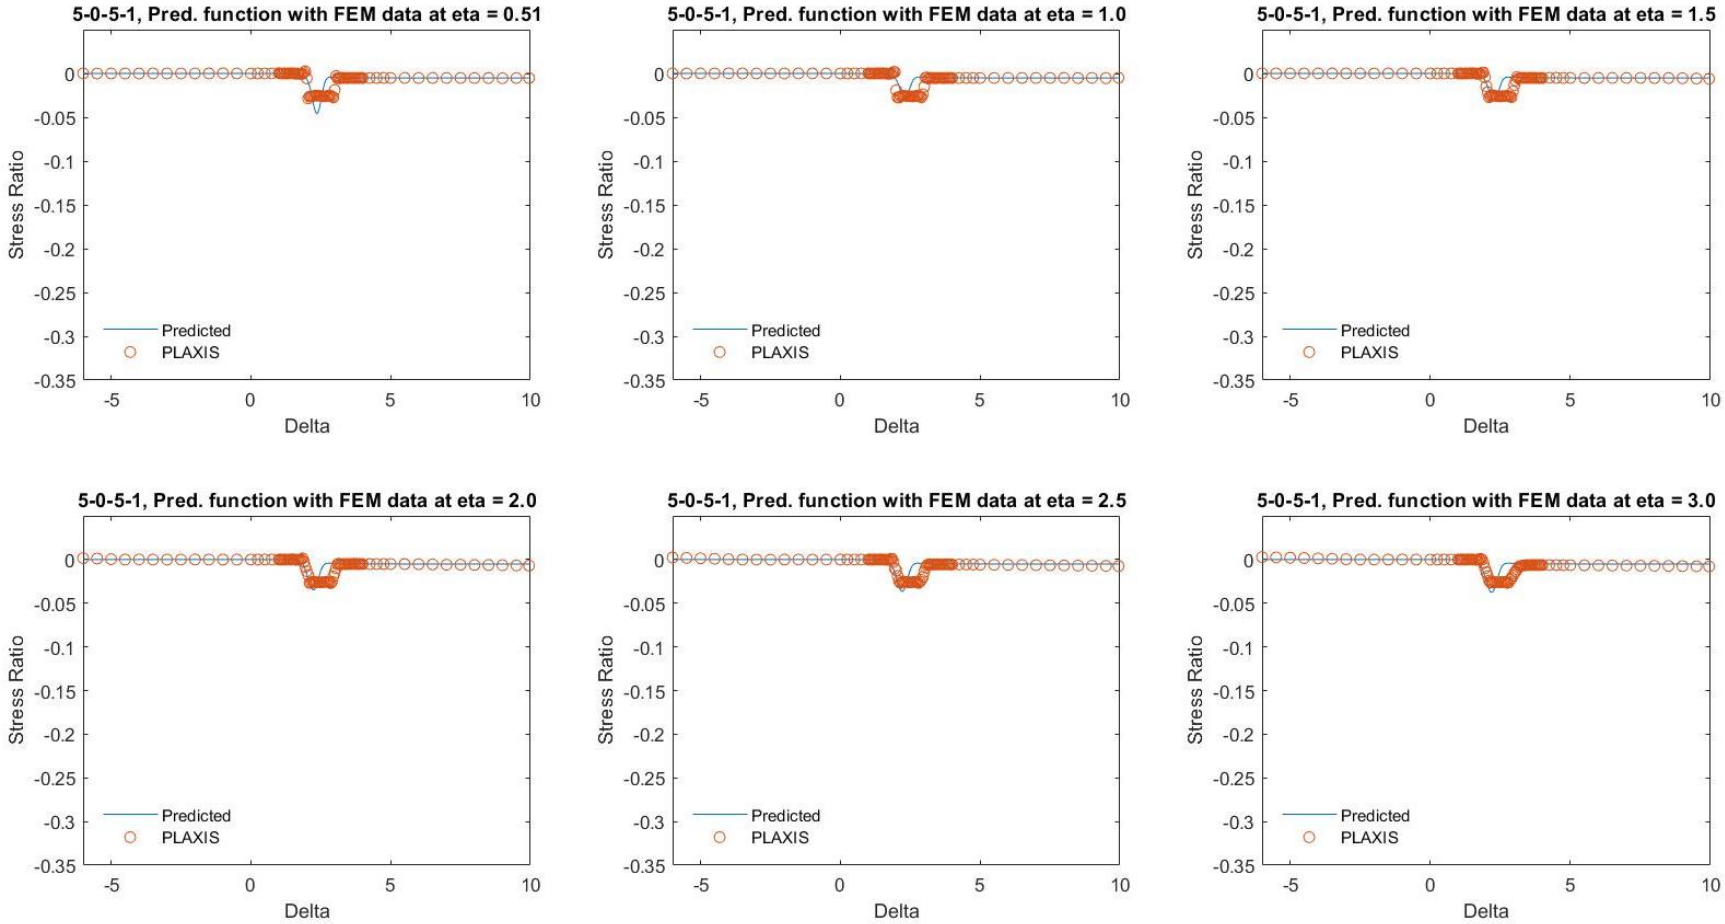 5-0-5-1, Pred. function with FEM data at eta = 0.51
0
-0.05
-0.1
-0.15
-0.2
-0.25
-0.3
-0.35
Stress Ratio
Predicted
PLAXIS
-5 0 5 10
Delta
5-0-5-1, Pred. function with FEM data at eta = 1.0
0
-0.05
-0.1
-0.15
-0.2
-0.25
-0.3
-0.35
Stress Ratio
Predicted
PLAXIS
-5 0 5 10
Delta
5-0-5-1, Pred. function with FEM data at eta = 1.5
0
-0.05
-0.1
-0.15
-0.2
-0.25
-0.3
-0.35
Stress Ratio
Predicted
PLAXIS
-5 0 5 10
Delta
5-0-5-1, Pred. function with FEM data at eta = 2.0
0
-0.05
-0.1
-0.15
-0.2
-0.25
-0.3
-0.35
Stress Ratio
Predicted
PLAXIS
-5 0 5 10
Delta
5-0-5-1, Pred. function with FEM data at eta = 2.5
0
-0.05
-0.1
-0.15
-0.2
-0.25
-0.3
-0.35
Stress Ratio
Predicted
PLAXIS
-5 0 5 10
Delta
5-0-5-1, Pred. function with FEM data at eta = 3.0
0
-0.05
-0.1
-0.15
-0.2
-0.25
-0.3
-0.35
Stress Ratio
Predicted
PLAXIS
-5 0 5 10
Delta